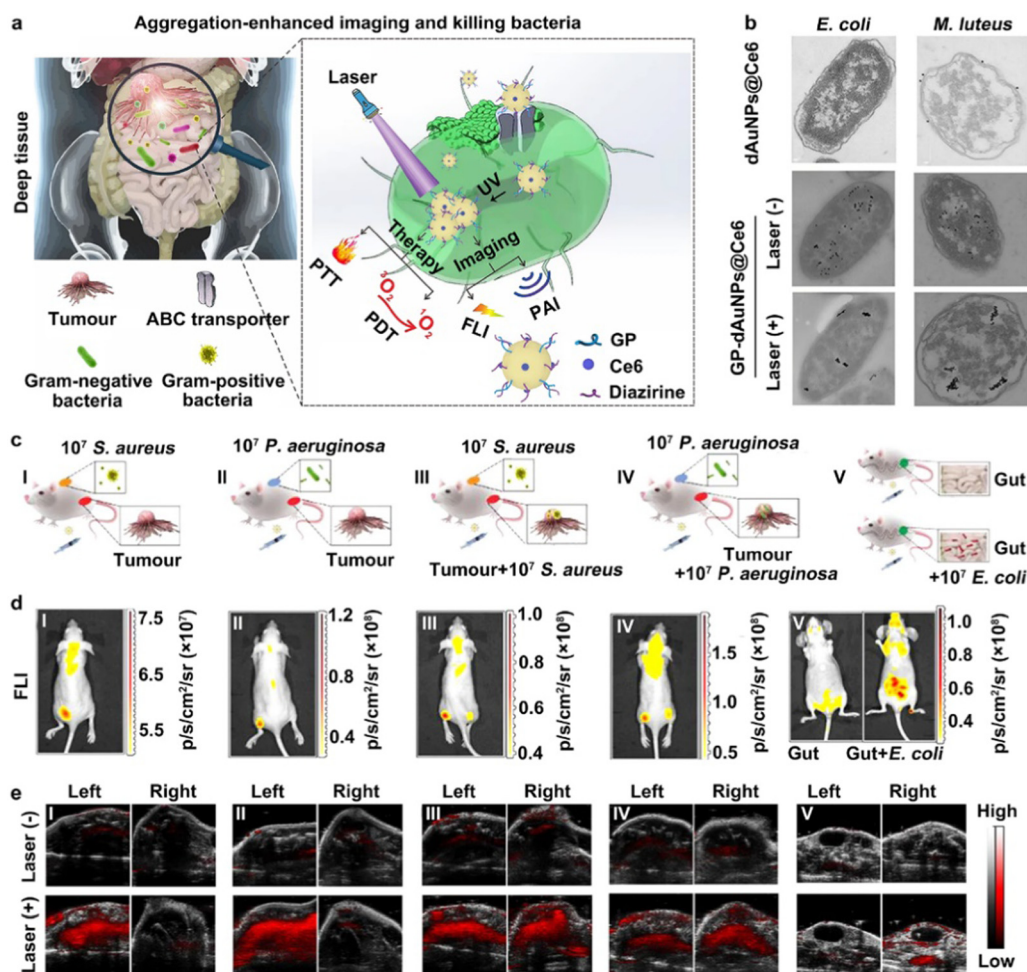 a
Aggregation-enhanced imaging and killing bacteria
Deep tissue
Tumour
ABC transporter
Gram-negative
bacteria
Gram-positive
bacteria
Laser
UV
Therapy
Imaging
PTT
³O₂
PDT
¹O₂
FLI
PAI
GP
Ce6
Diazirine
b
E. coli
M. luteus
dAuNPs@Ce6
GP-dAuNPs@Ce6
Laser (-)
Laser (+)
c
10⁷ S. aureus
10⁷ P. aeruginosa
10⁷ S. aureus
10⁷ P. aeruginosa
I
II
III
IV
V
Tumour
Tumour
Tumour+10⁷ S. aureus
Tumour
+10⁷ P. aeruginosa
Gut
Gut
+10⁷ E. coli
d
FLI
I
7.5
6.5
5.5
p/s/cm²/sr (×10⁷)
II
1.2
0.8
0.4
p/s/cm²/sr (×10⁸)
III
1.0
0.8
0.6
0.4
p/s/cm²/sr (×10⁸)
IV
1.5
1.0
0.5
p/s/cm²/sr (×10⁸)
V
1.0
0.8
0.6
0.4
p/s/cm²/sr (×10⁸)
Gut
Gut+E. coli
e
Left Right
Left Right
Left Right
Left Right
Left Right
Laser (-)
I
II
III
IV
V
Laser (+)
High
Low